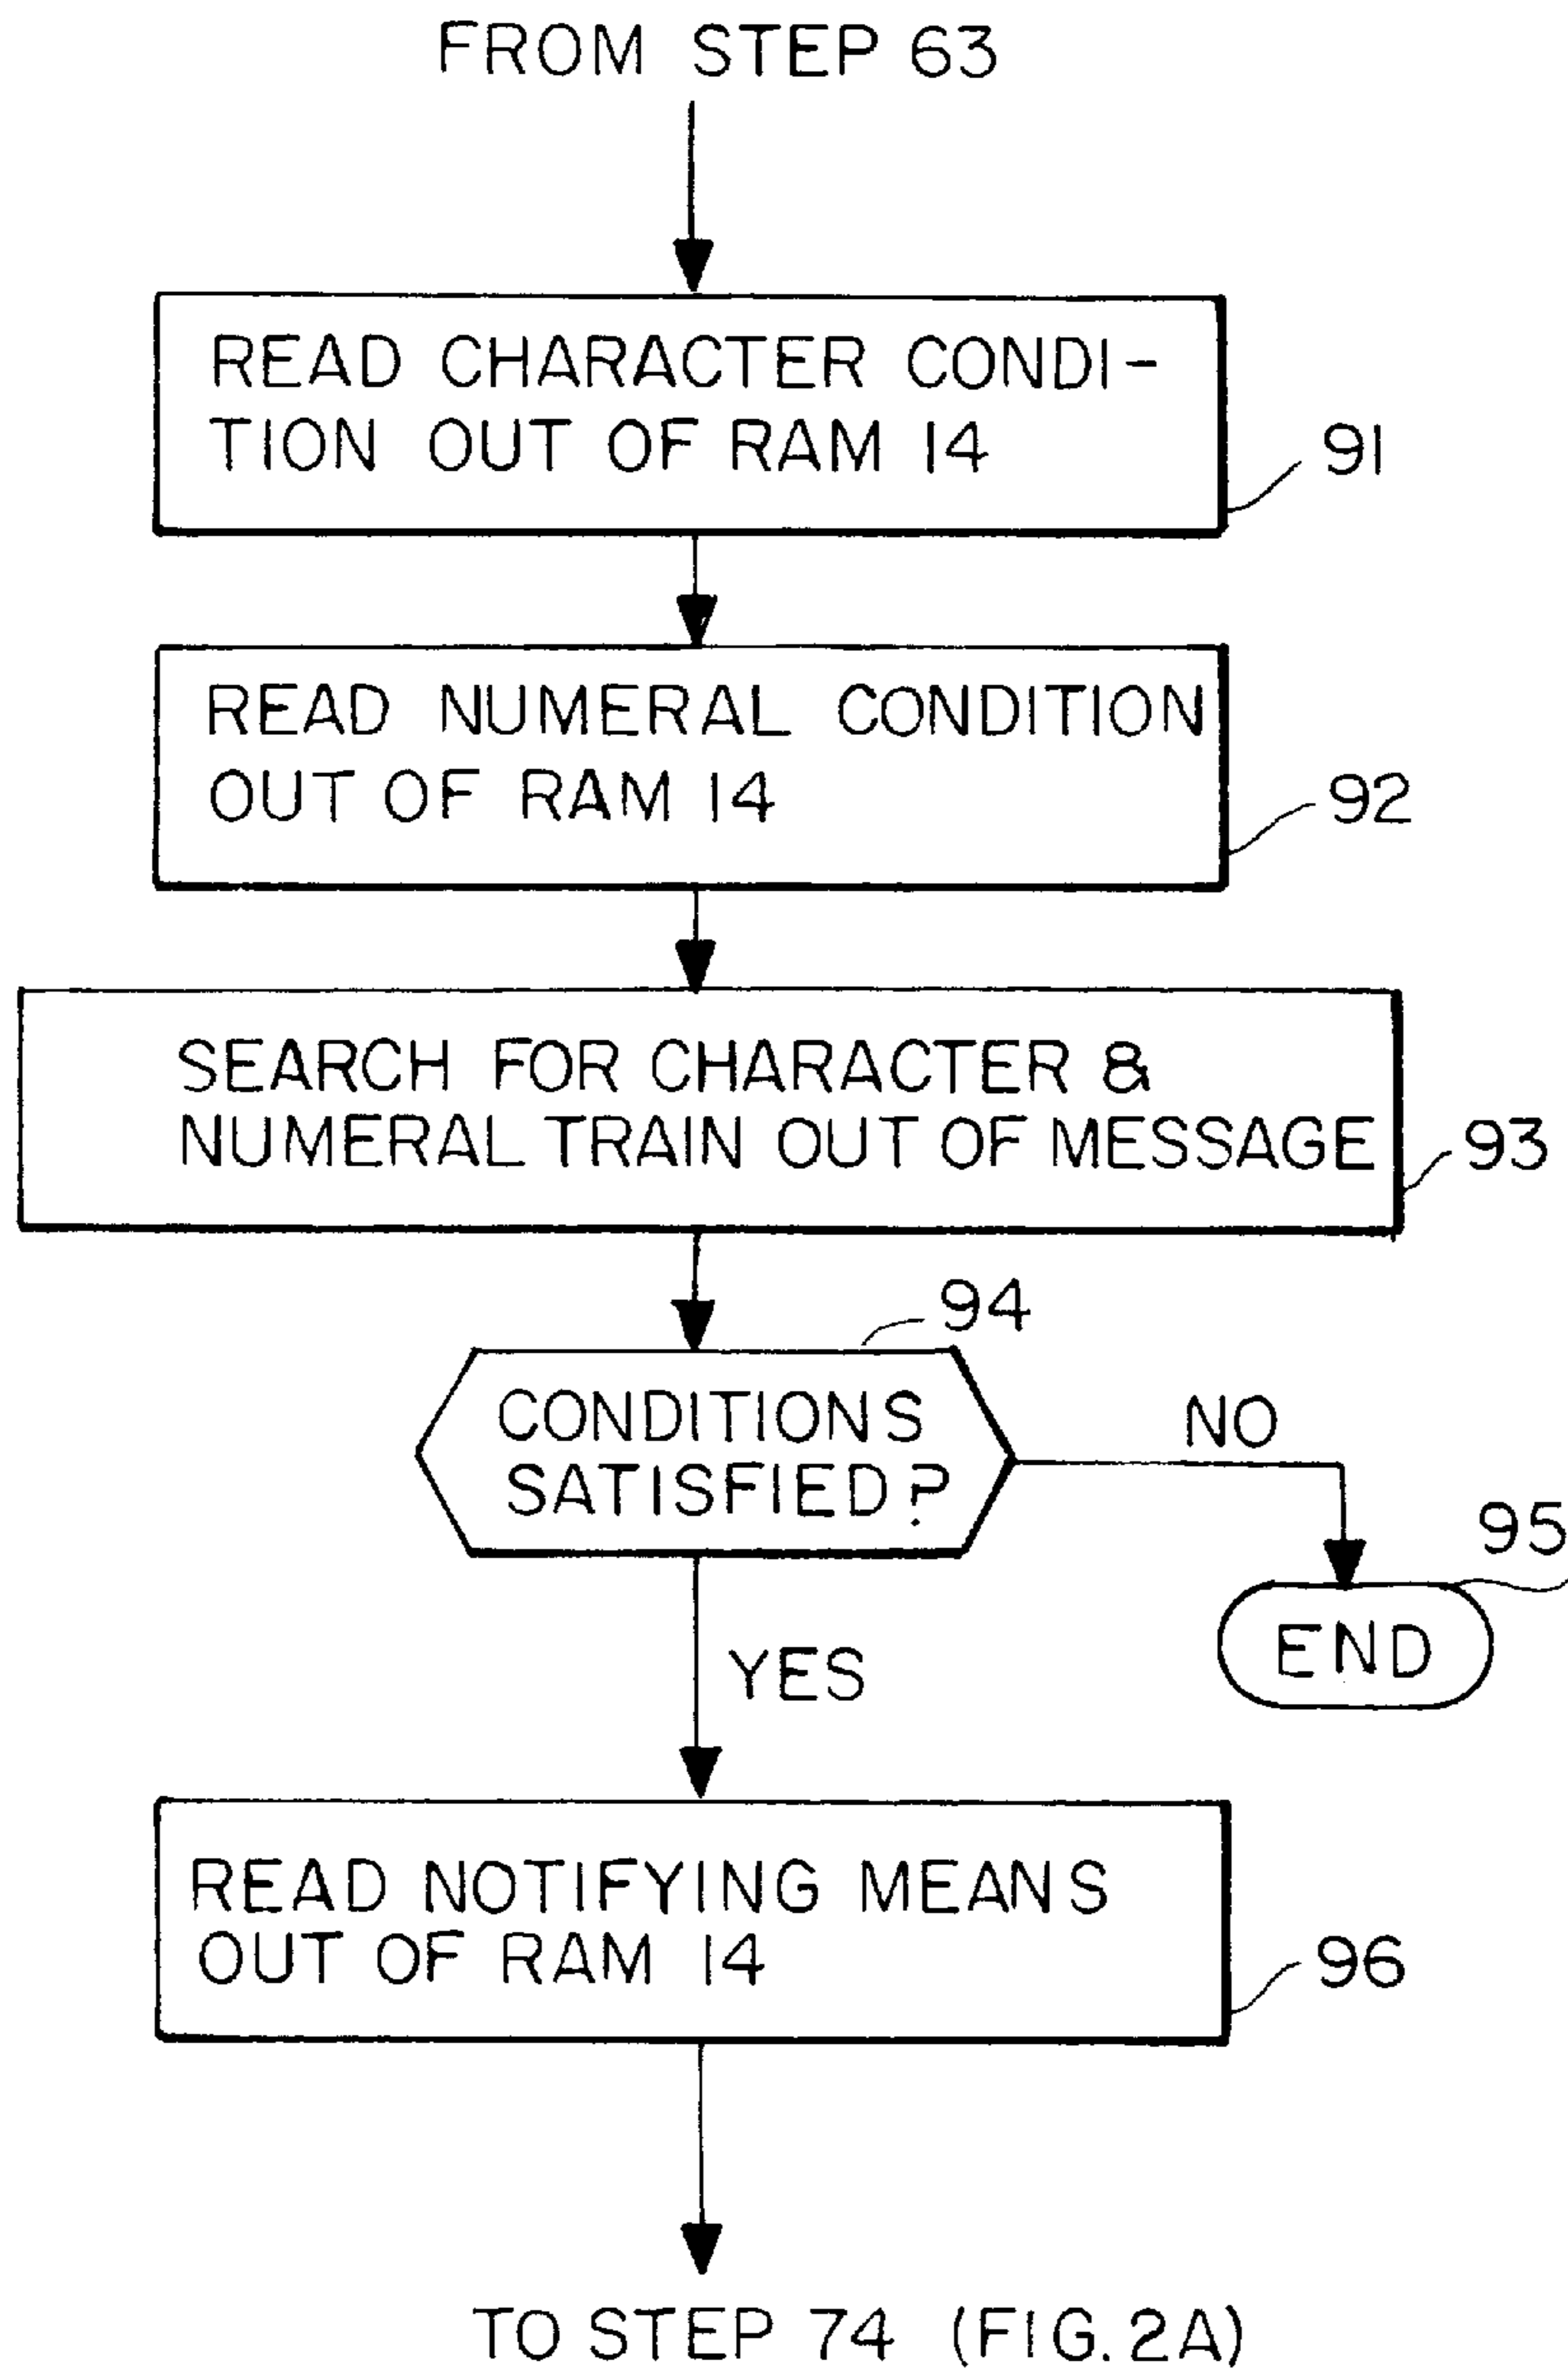 FROM STEP 63
READ CHARACTER CONDI-
TION OUT OF RAM 14
91
READ NUMERAL CONDITION
OUT OF RAM 14
92
SEARCH FOR CHARACTER &
NUMERAL TRAIN OUT OF MESSAGE
93
94
CONDITIONS
SATISFIED?
NO
95
END
YES
READ NOTIFYING MEANS
OUT OF RAM 14
96
TO STEP 74 (FIG. 2A)